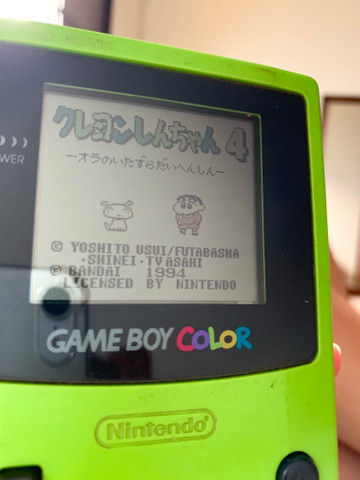 クレヨンしんちゃん4
ーオラのいたずらだいへんしんー
© YOSHITO USUI/FUTABASHA
・SHINEI・TV ASAHI
© BANDAI 1994
LICENSED BY NINTENDO
OWER
GAME BOY COLOR
Nintendo